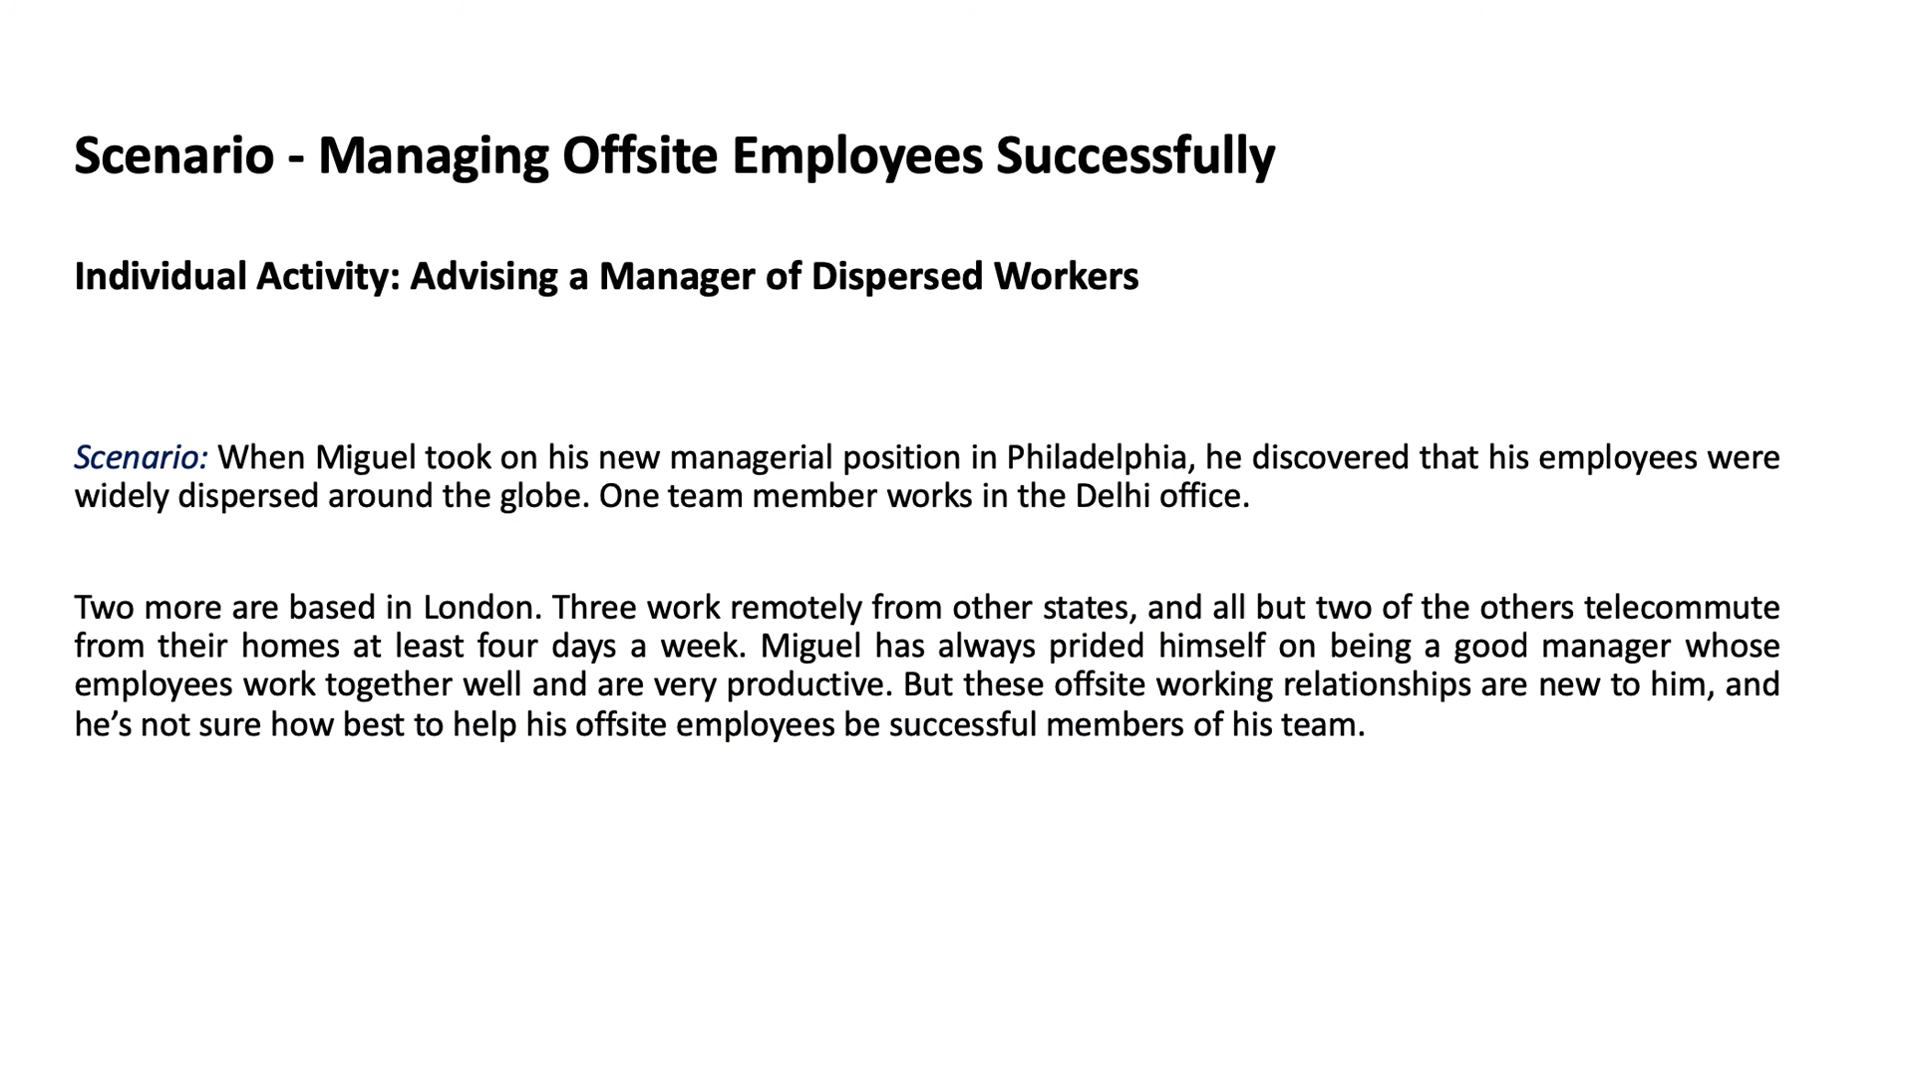 Scenario - Managing Offsite Employees Successfully
Individual Activity: Advising a Manager of Dispersed Workers
Scenario: When Miguel took on his new managerial position in Philadelphia, he discovered that his employees were
widely dispersed around the globe. One team member works in the Delhi office.
Two more are based in London. Three work remotely from other states, and all but two of the others telecommute
from their homes at least four days a week. Miguel has always prided himself on being a good manager whose
employees work together well and are very productive. But these offsite working relationships are new to him, and
he’s not sure how best to help his offsite employees be successful members of his team.